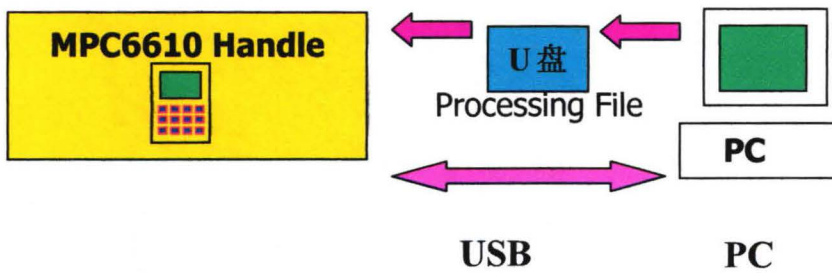 MPC6610 Handle
U盘
Processing File
PC
USB
PC